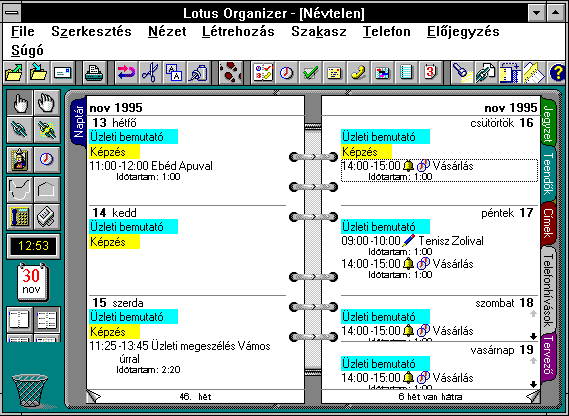 Lotus Organizer - [Névtelen]
File Szerkesztés Nézet Létrehozás Szakasz Telefon Előjegyzés
Súgó
3
12:53
30
nov
Naptár
nov 1995
13 hétfő
Üzleti bemutató
Képzés
11:00-12:00 Ebéd Apuval
Időtartam: 1:00
14 kedd
Üzleti bemutató
Képzés
15 szerda
Üzleti bemutató
Képzés
11:25-13:45 Üzleti megeszélés Vámos
úrral
Időtartam: 2:20
46. hét
nov 1995
csütörtök 16
Üzleti bemutató
Képzés
14:00-15:00 Vásárlás
Időtartam: 1:00
péntek 17
Üzleti bemutató
09:00-10:00 Tenisz Zolival
Időtartam: 1:00
14:00-15:00 Vásárlás
Időtartam: 1:00
szombat 18
Üzleti bemutató
14:00-15:00 Vásárlás
Időtartam: 1:00
vasárnap 19
Üzleti bemutató
14:00-15:00 Vásárlás
Időtartam: 1:00
6 hét van hátra
Jegyzet
Teendők
Címek
Telefonhívások
Tervező